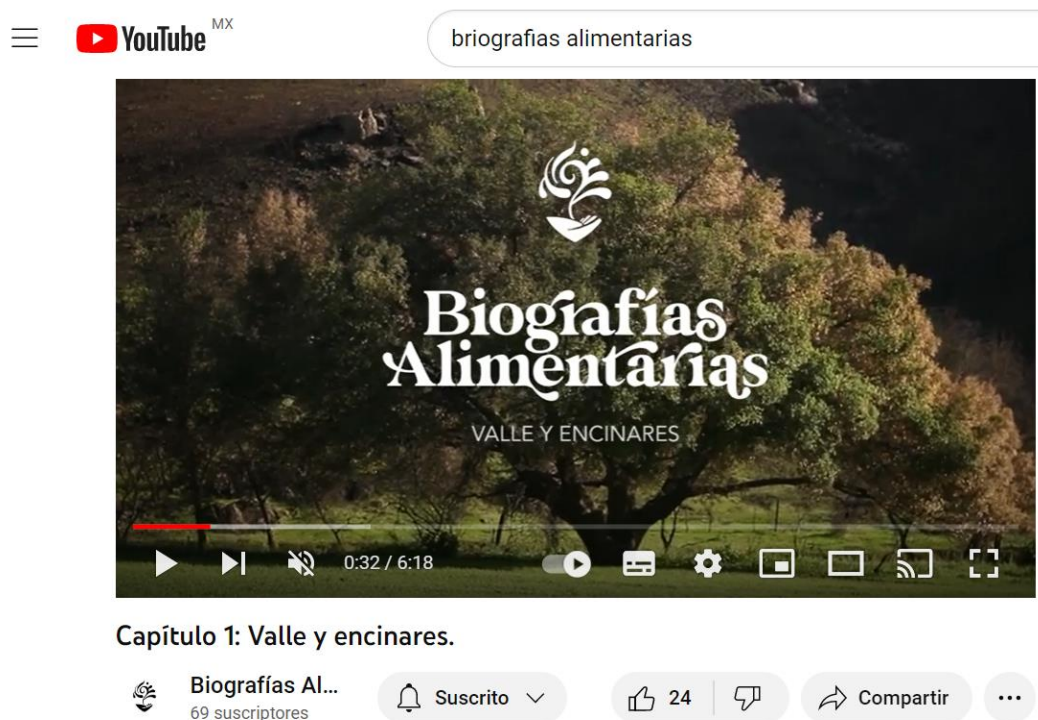 YouTube MX
briografias alimentarias
Biografías
Alimentarias
VALLE Y ENCINARES
0:32 / 6:18
Capítulo 1: Valle y encinares.
Biografías Al...
69 suscriptores
Suscrito
24
Compartir